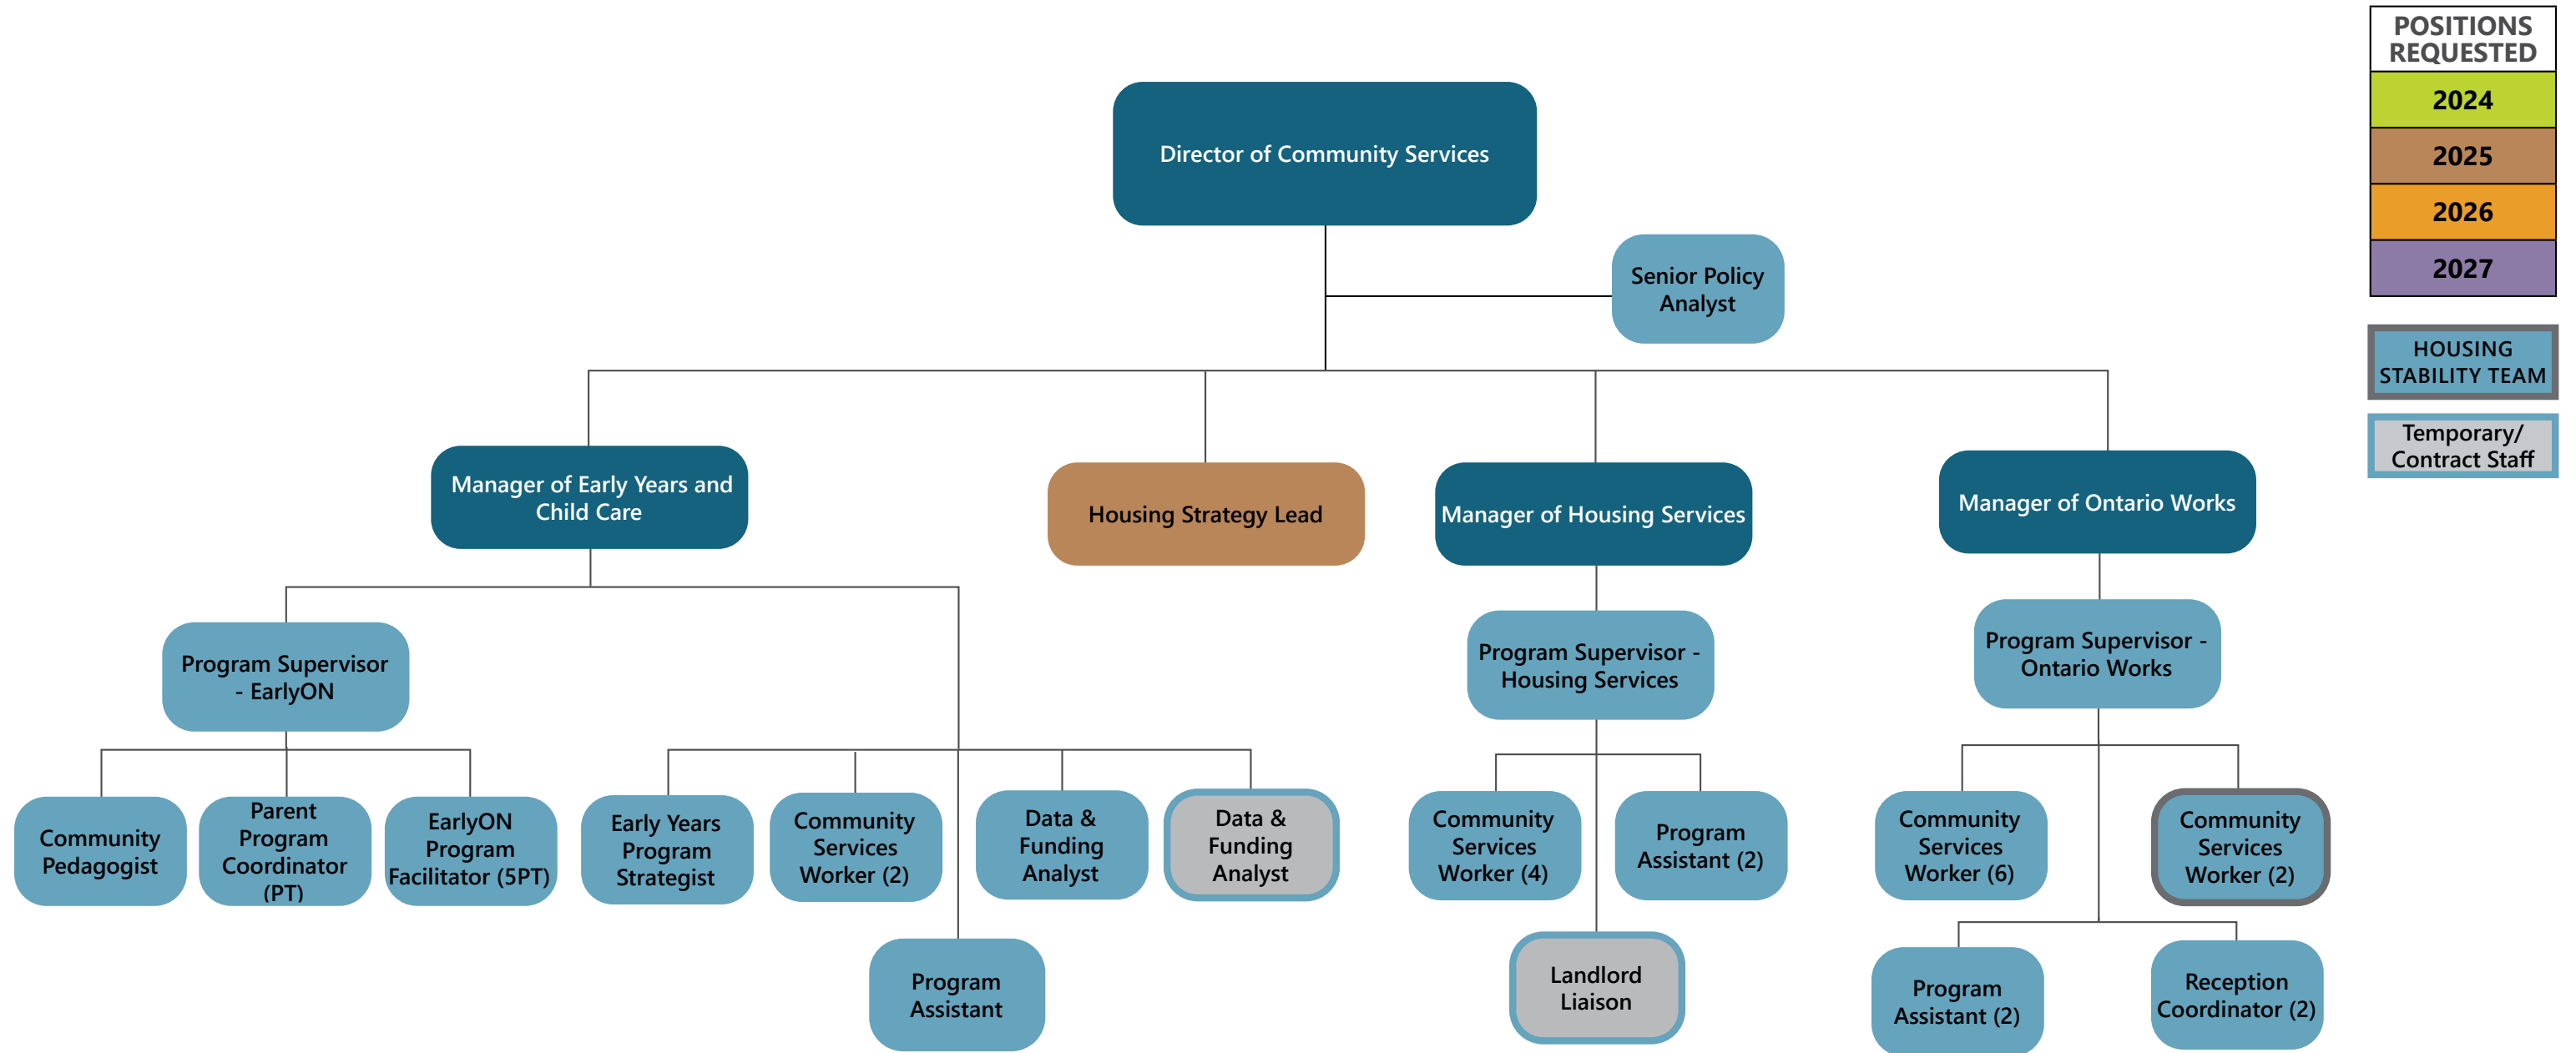 POSITIONS
REQUESTED
2024
2025
2026
2027
HOUSING
STABILITY TEAM
Temporary/
Contract Staff
Director of Community Services
Senior Policy
Analyst
Manager of Early Years and
Child Care
Housing Strategy Lead
Manager of Housing Services
Manager of Ontario Works
Program Supervisor
- EarlyON
Program Supervisor -
Housing Services
Program Supervisor -
Ontario Works
Community
Pedagogist
Parent
Program
Coordinator
(PT)
EarlyON
Program
Facilitator (5PT)
Early Years
Program
Strategist
Community
Services
Worker (2)
Data &
Funding
Analyst
Data &
Funding
Analyst
Program
Assistant
Community
Services
Worker (4)
Program
Assistant (2)
Landlord
Liaison
Community
Services
Worker (6)
Community
Services
Worker (2)
Program
Assistant (2)
Reception
Coordinator (2)